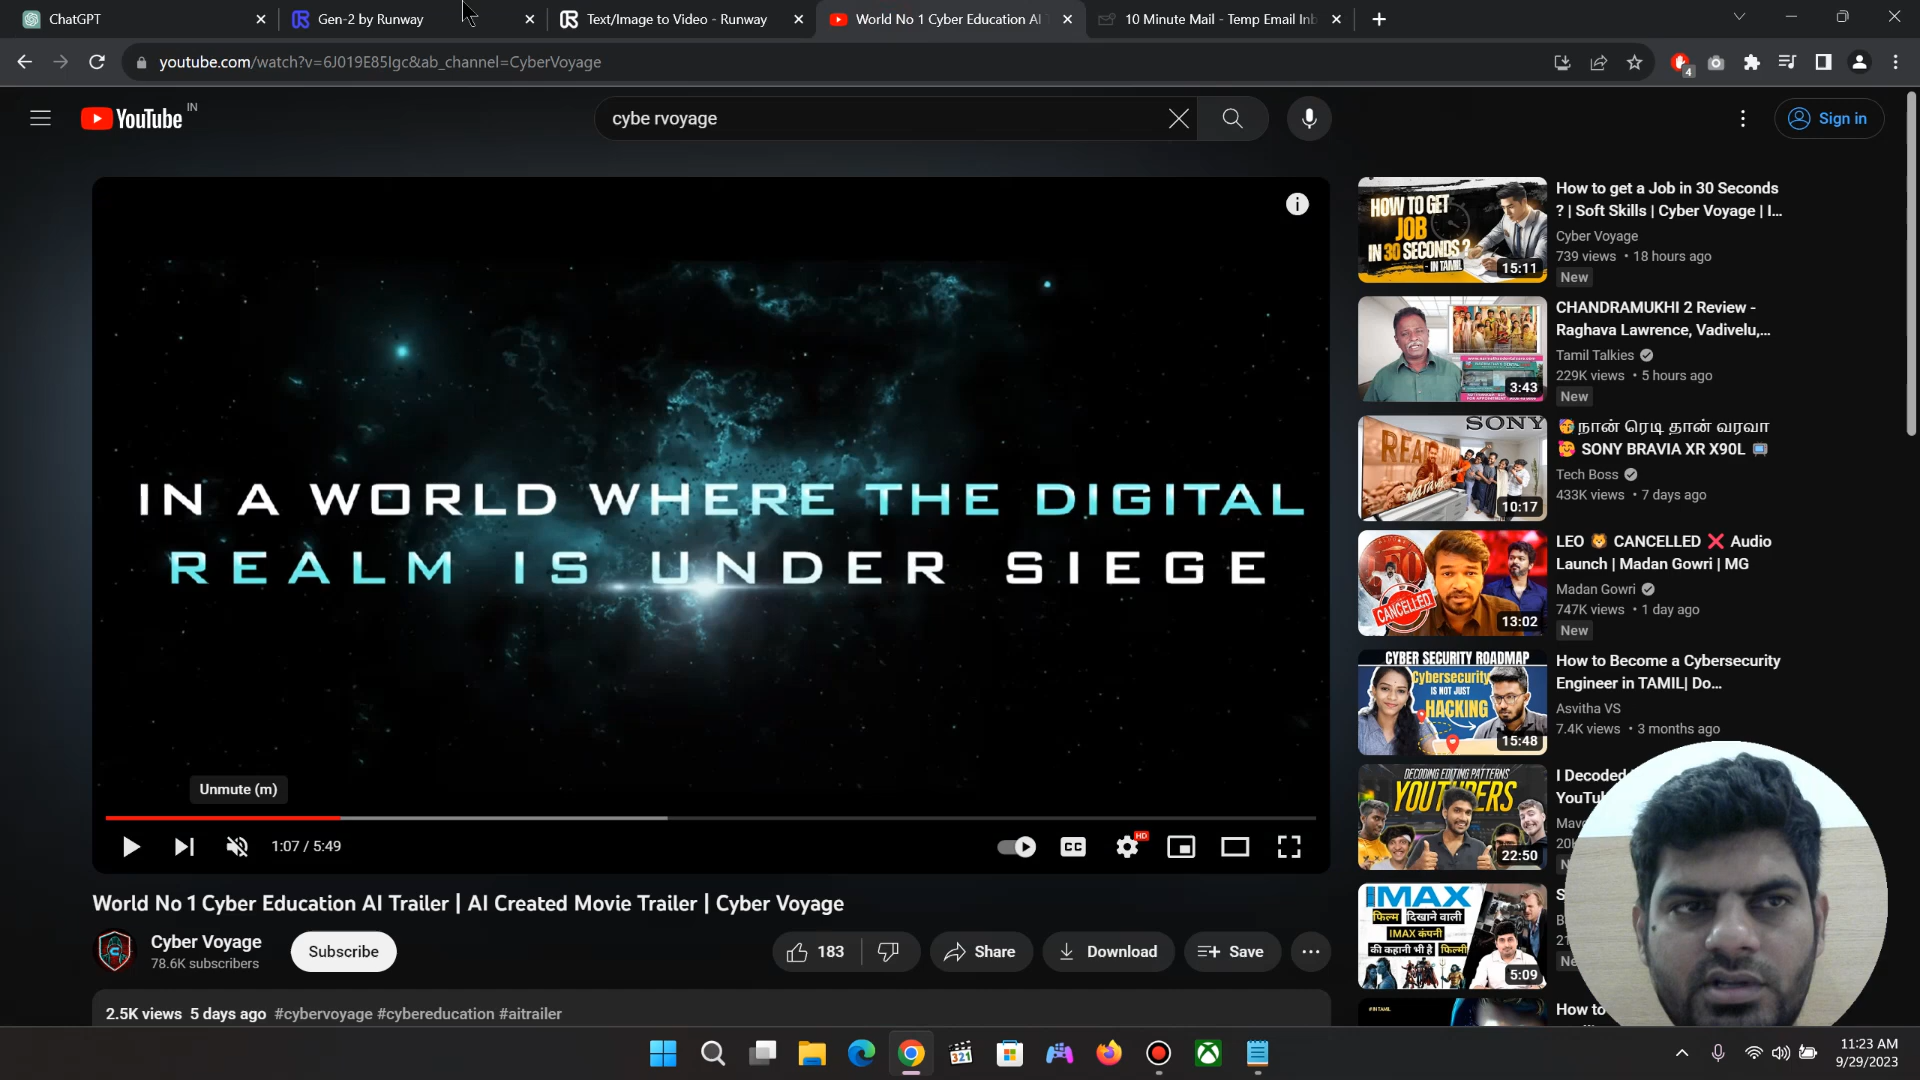 ChatGPT
Gen-2 by Runway
Text/Image to Video - Runway
World No 1 Cyber Education AI
10 Minute Mail - Temp Email Inb
youtube.com/watch?v=6J019E85lgc&ab_channel=CyberVoyage
4
YouTube IN
cybe rvoyage
Sign in
IN A WORLD WHERE THE DIGITAL
REALM IS UNDER SIEGE
Unmute (m)
1:07 / 5:49
CC
HD
World No 1 Cyber Education AI Trailer | AI Created Movie Trailer | Cyber Voyage
Cyber Voyage
78.6K subscribers
Subscribe
183
Share
Download
Save
2.5K views 5 days ago #cybervoyage #cybereducation #aitrailer
HOW TO GET
JOB
IN 30 SECONDS ?
- IN TAMIL
15:11
How to get a Job in 30 Seconds
? | Soft Skills | Cyber Voyage | I...
Cyber Voyage
739 views • 18 hours ago
New
3:43
CHANDRAMUKHI 2 Review -
Raghava Lawrence, Vadivelu,...
Tamil Talkies
229K views • 5 hours ago
New
SONY
10:17
🥳நான் ரெடி தான் வரவா
🥰 SONY BRAVIA XR X90L 📺
Tech Boss
433K views • 7 days ago
CANCELLED
13:02
LEO 🦁 CANCELLED ❌ Audio
Launch | Madan Gowri | MG
Madan Gowri
747K views • 1 day ago
New
CYBER SECURITY ROADMAP
Cybersecurity
IS NOT JUST
HACKING
15:48
How to Become a Cybersecurity
Engineer in TAMIL| Do...
Asvitha VS
7.4K views • 3 months ago
DECODING EDITING PATTERNS
YOUTUBERS
22:50
I Decoded
IMAX
फिल्म दिखाने वाली
IMAX कंपनी
की कहानी भी है फिल्मी
5:09
#IN TAMIL
How to
321
11:23 AM
9/29/2023